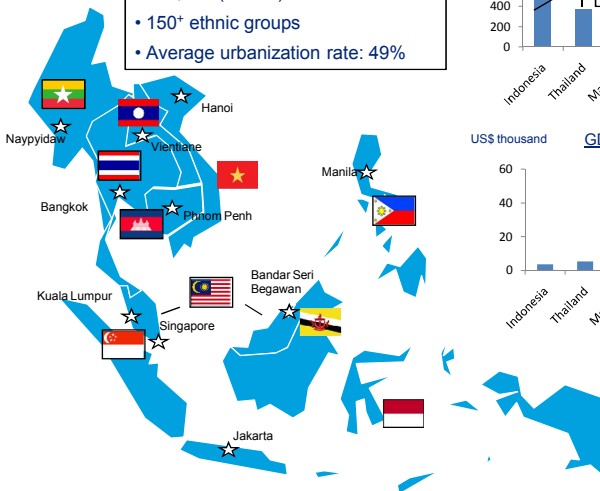 • 150+ ethnic groups
• Average urbanization rate: 49%
400
200
0
Indonesia
Thailand
Hanoi
Naypyidaw
Vientiane
US$ thousand
Manila
60
40
20
0
Bangkok
Phnom Penh
Bandar Seri
Begawan
Kuala Lumpur
Singapore
Indonesia
Thailand
Jakarta